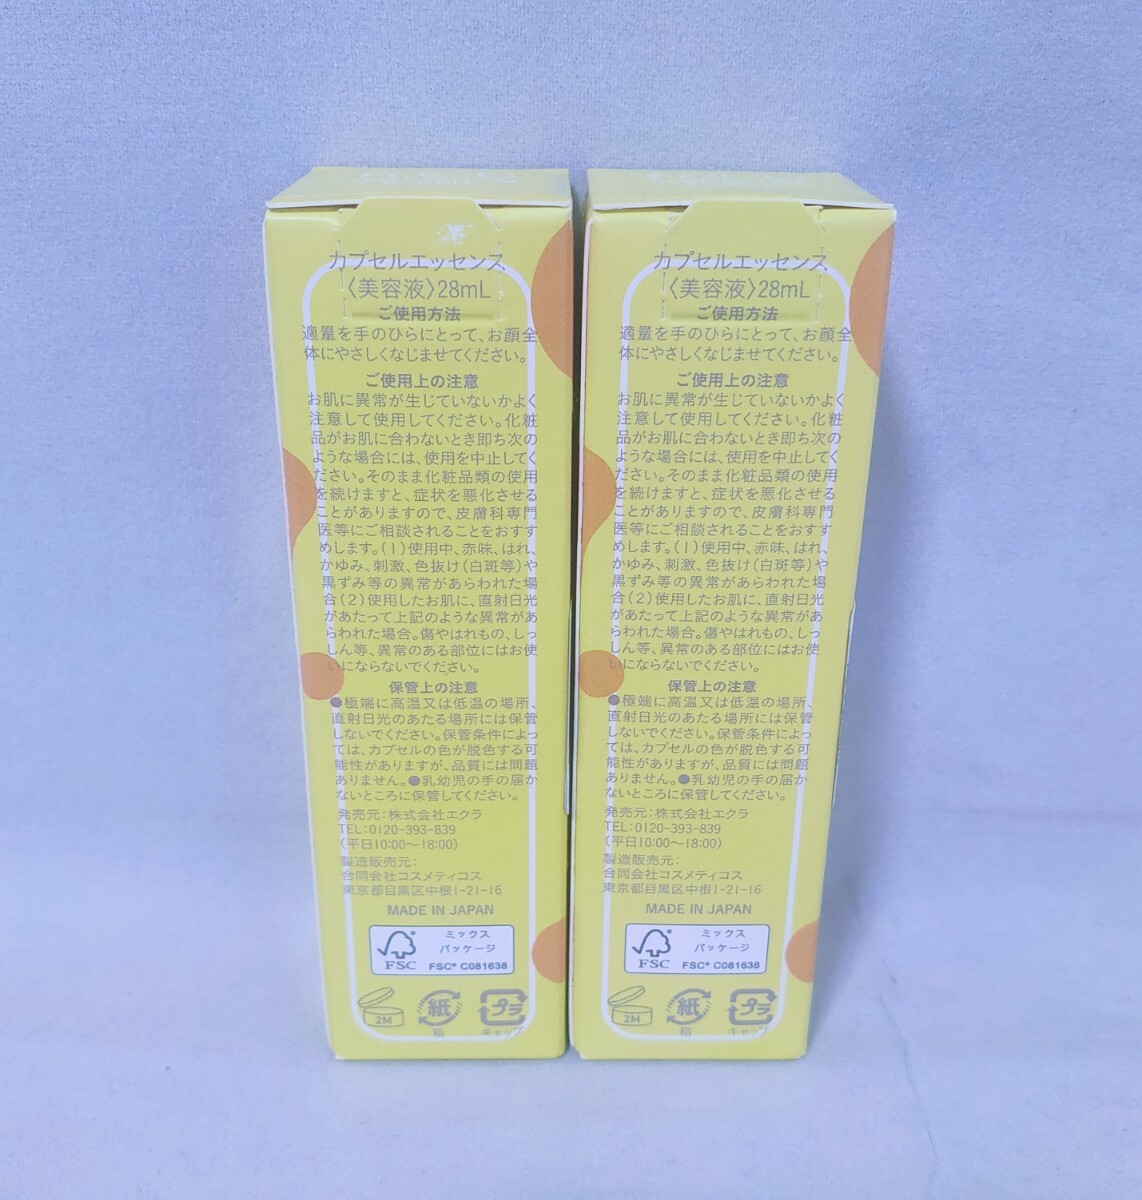 カプセルエッセンス
〈美容液〉28mL
ご使用方法
適量を手のひらにとって、お顔全
体にやさしくなじませてください。
ご使用上の注意
お肌に異常が生じていないかよく
注意して使用してください。化粧
品がお肌に合わないとき即ち次の
ような場合には、使用を中止してく
ださい。そのまま化粧品類の使用
を続けますと、症状を悪化させる
ことがありますので、皮膚科専門
医等にご相談されることをおすす
めします。(1)使用中、赤味、はれ、
かゆみ、刺激、色抜け(白斑等)や
黒ずみ等の異常があらわれた場
合(2)使用したお肌に、直射日光
があたって上記のような異常があ
らわれた場合。傷やはれもの、しっ
しん等、異常のある部位にはお使
いにならないでください。
保管上の注意
●極端に高温又は低温の場所、
直射日光のあたる場所には保管
しないでください。保管条件によっ
ては、カプセルの色が脱色する可
能性がありますが、品質には問題
ありません。●乳幼児の手の届か
ないところに保管してください。
発売元:株式会社エクラ
TEL:0120-393-839
(平日10:00〜18:00)
製造販売元:
合同会社コスメティコス
東京都目黒区中根1-21-16
MADE IN JAPAN
ミックス
パッケージ
FSC
FSC® C081638
2M
紙
箱
プラ
キャップ
カプセルエッセンス
〈美容液〉28mL
ご使用方法
適量を手のひらにとって、お顔全
体にやさしくなじませてください。
ご使用上の注意
お肌に異常が生じていないかよく
注意して使用してください。化粧
品がお肌に合わないとき即ち次の
ような場合には、使用を中止してく
ださい。そのまま化粧品類の使用
を続けますと、症状を悪化させる
ことがありますので、皮膚科専門
医等にご相談されることをおすす
めします。(1)使用中、赤味、はれ、
かゆみ、刺激、色抜け(白斑等)や
黒ずみ等の異常があらわれた場
合(2)使用したお肌に、直射日光
があたって上記のような異常があ
らわれた場合。傷やはれもの、しっ
しん等、異常のある部位にはお使
いにならないでください。
保管上の注意
●極端に高温又は低温の場所、
直射日光のあたる場所には保管
しないでください。保管条件によっ
ては、カプセルの色が脱色する可
能性がありますが、品質には問題
ありません。●乳幼児の手の届か
ないところに保管してください。
発売元:株式会社エクラ
TEL:0120-393-839
(平日10:00〜18:00)
製造販売元:
合同会社コスメティコス
東京都目黒区中根1-21-16
MADE IN JAPAN
ミックス
パッケージ
FSC
FSC® C081638
2M
紙
箱
プラ
キャップ